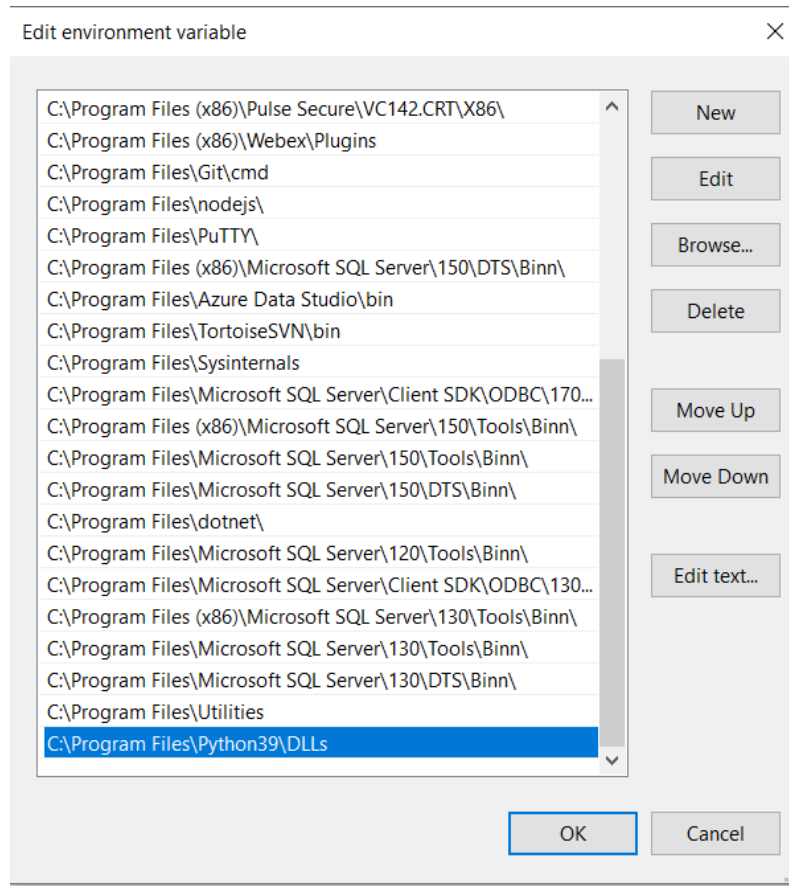 Edit environment variable
C:\Program Files (x86)\Pulse Secure\VC142.CRT\X86\
C:\Program Files (x86)\Webex\Plugins
C:\Program Files\Git\cmd
C:\Program Files\nodejs\
C:\Program Files\PuTTY\
C:\Program Files (x86)\Microsoft SQL Server\150\DTS\Binn\
C:\Program Files\Azure Data Studio\bin
C:\Program Files\TortoiseSVN\bin
C:\Program Files\Sysinternals
C:\Program Files\Microsoft SQL Server\Client SDK\ODBC\170...
C:\Program Files (x86)\Microsoft SQL Server\150\Tools\Binn\
C:\Program Files\Microsoft SQL Server\150\Tools\Binn\
C:\Program Files\Microsoft SQL Server\150\DTS\Binn\
C:\Program Files\dotnet\
C:\Program Files\Microsoft SQL Server\120\Tools\Binn\
C:\Program Files\Microsoft SQL Server\Client SDK\ODBC\130...
C:\Program Files (x86)\Microsoft SQL Server\130\Tools\Binn\
C:\Program Files\Microsoft SQL Server\130\Tools\Binn\
C:\Program Files\Microsoft SQL Server\130\DTS\Binn\
C:\Program Files\Utilities
C:\Program Files\Python39\DLLs
New
Edit
Browse...
Delete
Move Up
Move Down
Edit text...
OK
Cancel